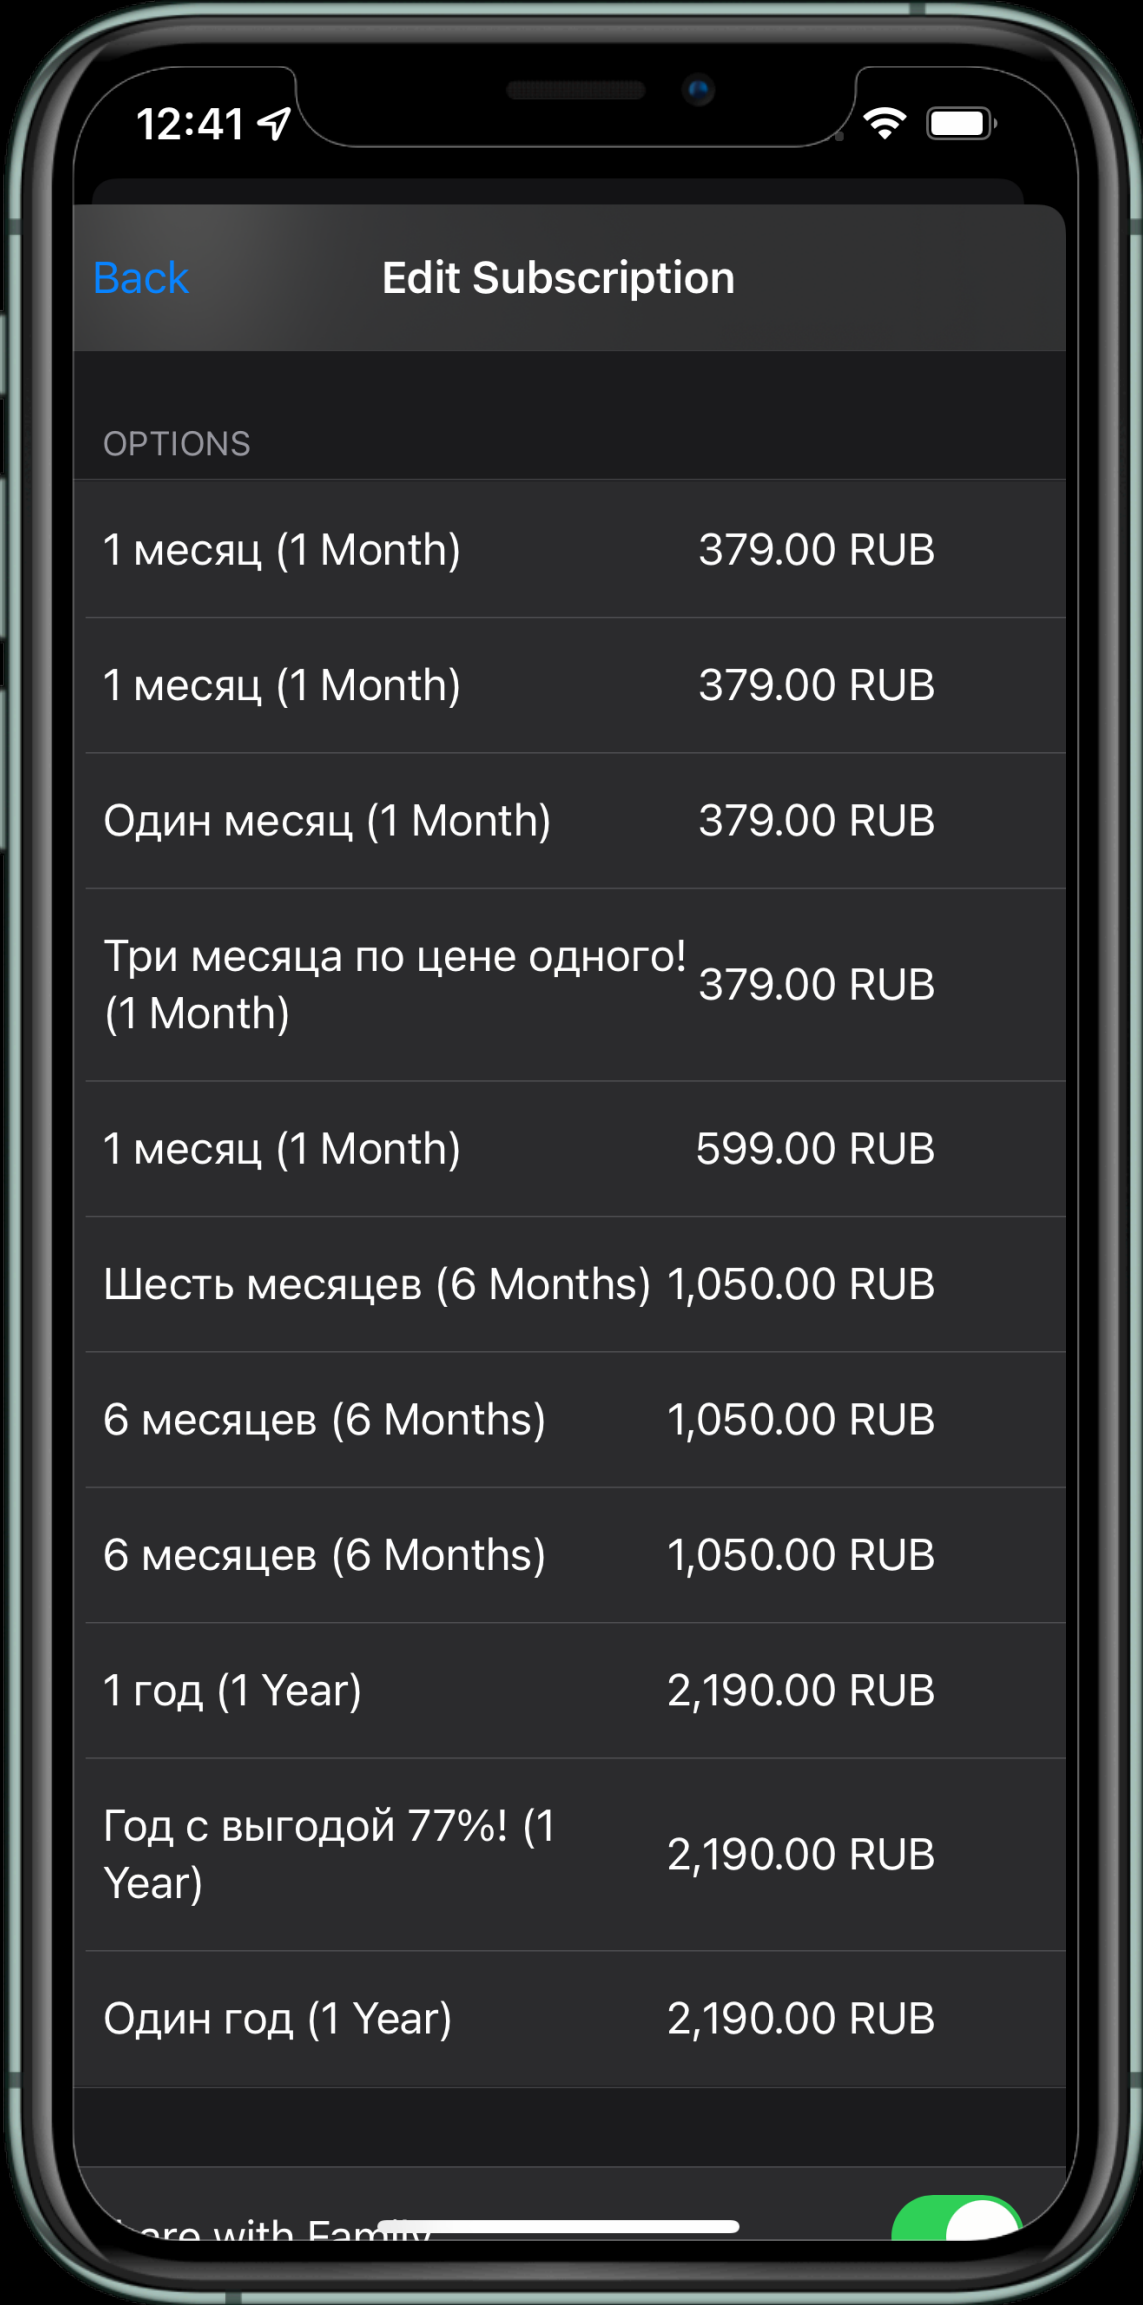 12:41
Back
Edit Subscription
OPTIONS
1 месяц (1 Month) 379.00 RUB
1 месяц (1 Month) 379.00 RUB
Один месяц (1 Month) 379.00 RUB
Три месяца по цене одного!
(1 Month) 379.00 RUB
1 месяц (1 Month) 599.00 RUB
Шесть месяцев (6 Months) 1,050.00 RUB
6 месяцев (6 Months) 1,050.00 RUB
6 месяцев (6 Months) 1,050.00 RUB
1 год (1 Year) 2,190.00 RUB
Год с выгодой 77%! (1
Year) 2,190.00 RUB
Один год (1 Year) 2,190.00 RUB
with Family